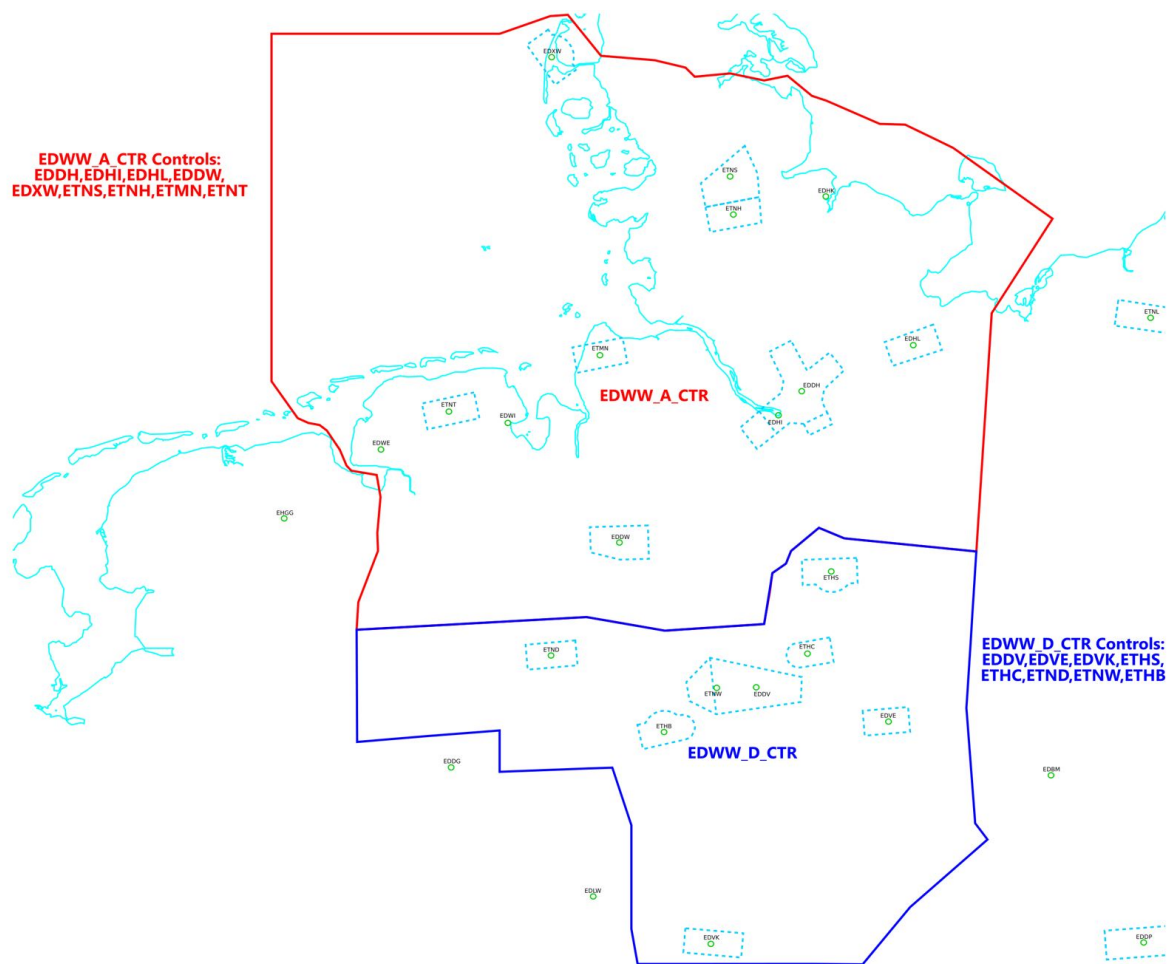 EDXW
EDWW_A_CTR Controls:
EDDH,EDHI,EDHL,EDDW,
EDXW,ETNS,ETNH,ETMN,ETNT
ETNS
EDHK
ETNH
ETNL
EDHL
ETMN
EDDH
EDWW_A_CTR
ETNT
EDHI
EDWI
EDWE
EHGG
EDDW
ETHS
EDWW_D_CTR Controls:
EDDV,EDVE,EDVK,ETHS,
ETHC,ETND,ETNW,ETHB
ETND
ETHC
ETNW
EDDV
EDVE
ETHB
EDWW_D_CTR
EDDG
EDBM
EDLW
EDVK
EDDP